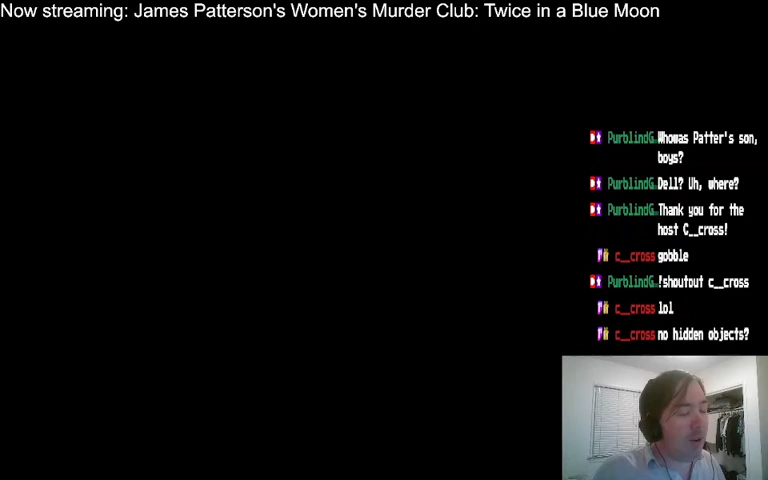 Now streaming: James Patterson's Women's Murder Club: Twice in a Blue Moon
PurblindG…Whowas Patter's son,
boys?
PurblindG…Dell? Uh, where?
PurblindG…Thank you for the
host C__cross!
c__cross gobble
PurblindG…!shoutout c__cross
c__cross lol
c__cross no hidden objects?